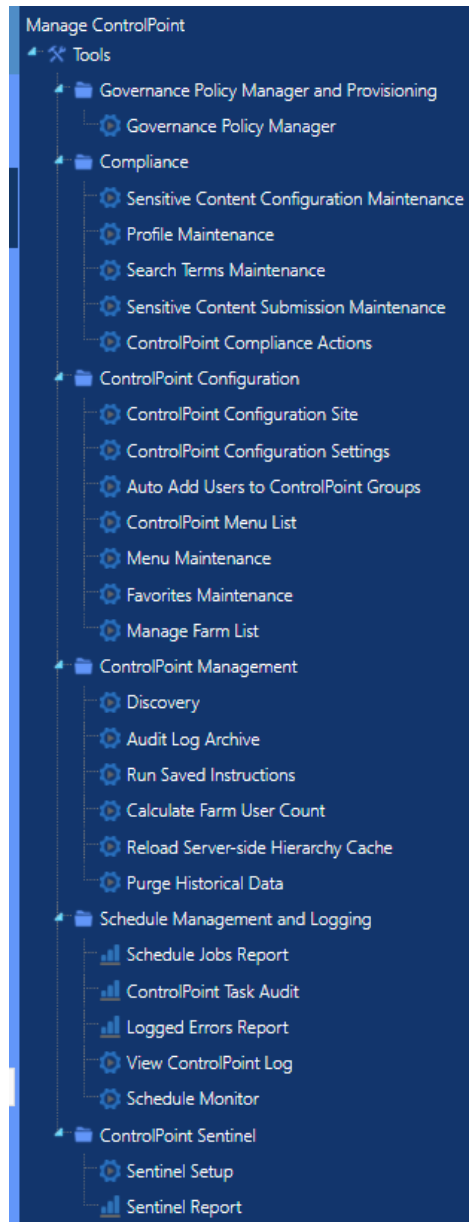 Manage ControlPoint
Tools
Governance Policy Manager and Provisioning
Governance Policy Manager
Compliance
Sensitive Content Configuration Maintenance
Profile Maintenance
Search Terms Maintenance
Sensitive Content Submission Maintenance
ControlPoint Compliance Actions
ControlPoint Configuration
ControlPoint Configuration Site
ControlPoint Configuration Settings
Auto Add Users to ControlPoint Groups
ControlPoint Menu List
Menu Maintenance
Favorites Maintenance
Manage Farm List
ControlPoint Management
Discovery
Audit Log Archive
Run Saved Instructions
Calculate Farm User Count
Reload Server-side Hierarchy Cache
Purge Historical Data
Schedule Management and Logging
Schedule Jobs Report
ControlPoint Task Audit
Logged Errors Report
View ControlPoint Log
Schedule Monitor
ControlPoint Sentinel
Sentinel Setup
Sentinel Report